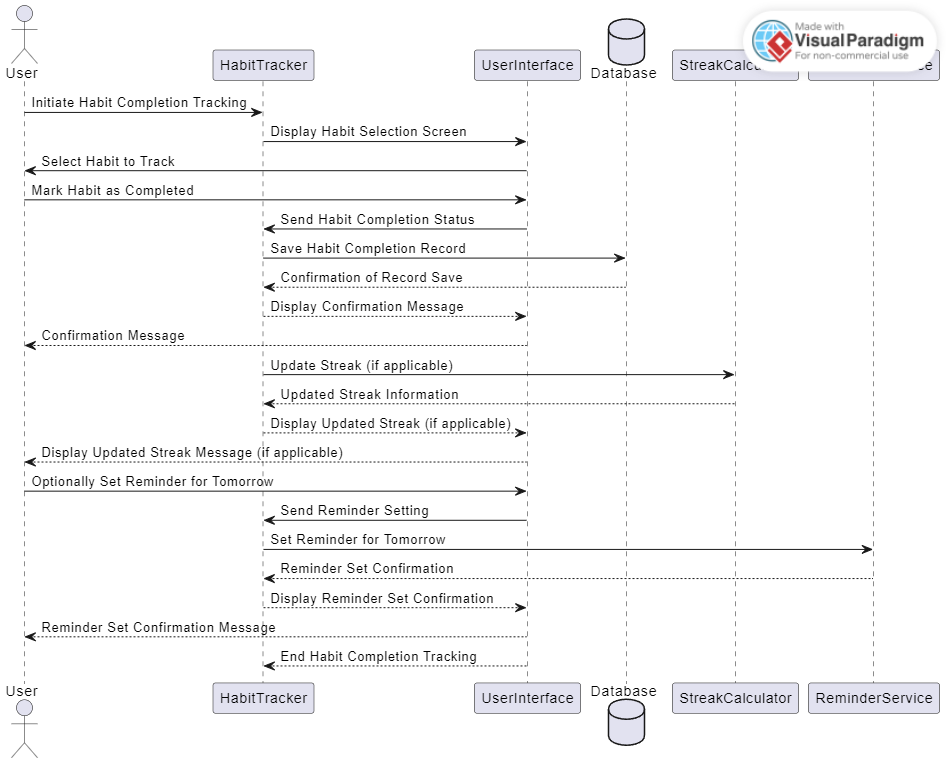 Made with
Visual Paradigm
For non-commercial use
User
HabitTracker
UserInterface
Database
Initiate Habit Completion Tracking
Display Habit Selection Screen
Select Habit to Track
Mark Habit as Completed
Send Habit Completion Status
Save Habit Completion Record
Confirmation of Record Save
Display Confirmation Message
Confirmation Message
Update Streak (if applicable)
Updated Streak Information
Display Updated Streak (if applicable)
Display Updated Streak Message (if applicable)
Optionally Set Reminder for Tomorrow
Send Reminder Setting
Set Reminder for Tomorrow
Reminder Set Confirmation
Display Reminder Set Confirmation
Reminder Set Confirmation Message
End Habit Completion Tracking
User
HabitTracker
UserInterface
Database
StreakCalculator
ReminderService